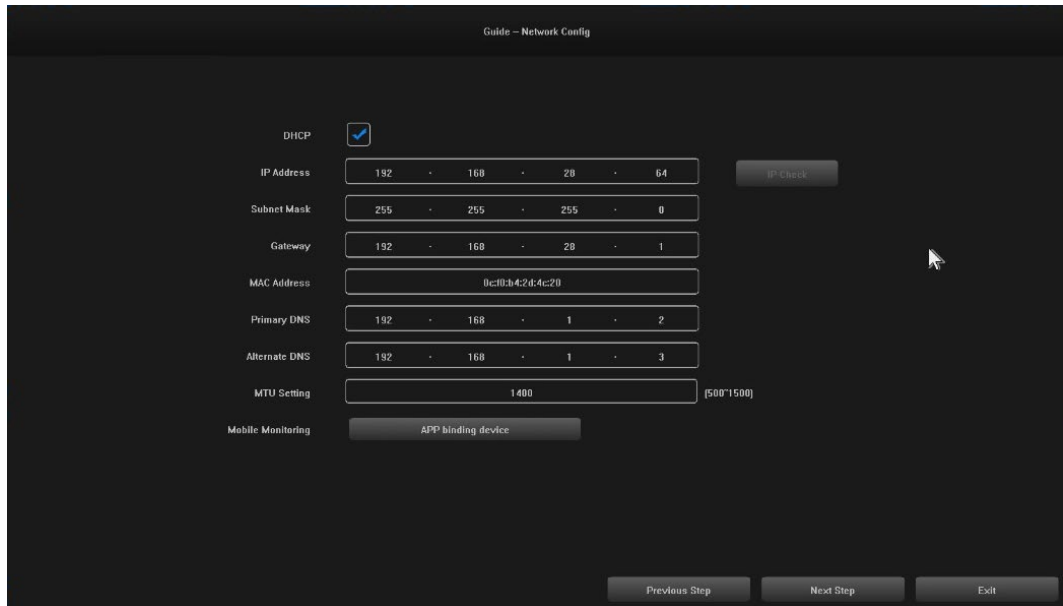 Guide – Network Config
DHCP
IP Address 192 · 168 · 28 · 64 IP Check
Subnet Mask 255 · 255 · 255 · 0
Gateway 192 · 168 · 28 · 1
MAC Address 0c:f0:b4:2d:4c:20
Primary DNS 192 · 168 · 1 · 2
Alternate DNS 192 · 168 · 1 · 3
MTU Setting 1400 (500~1500)
Mobile Monitoring APP binding device
Previous Step Next Step Exit